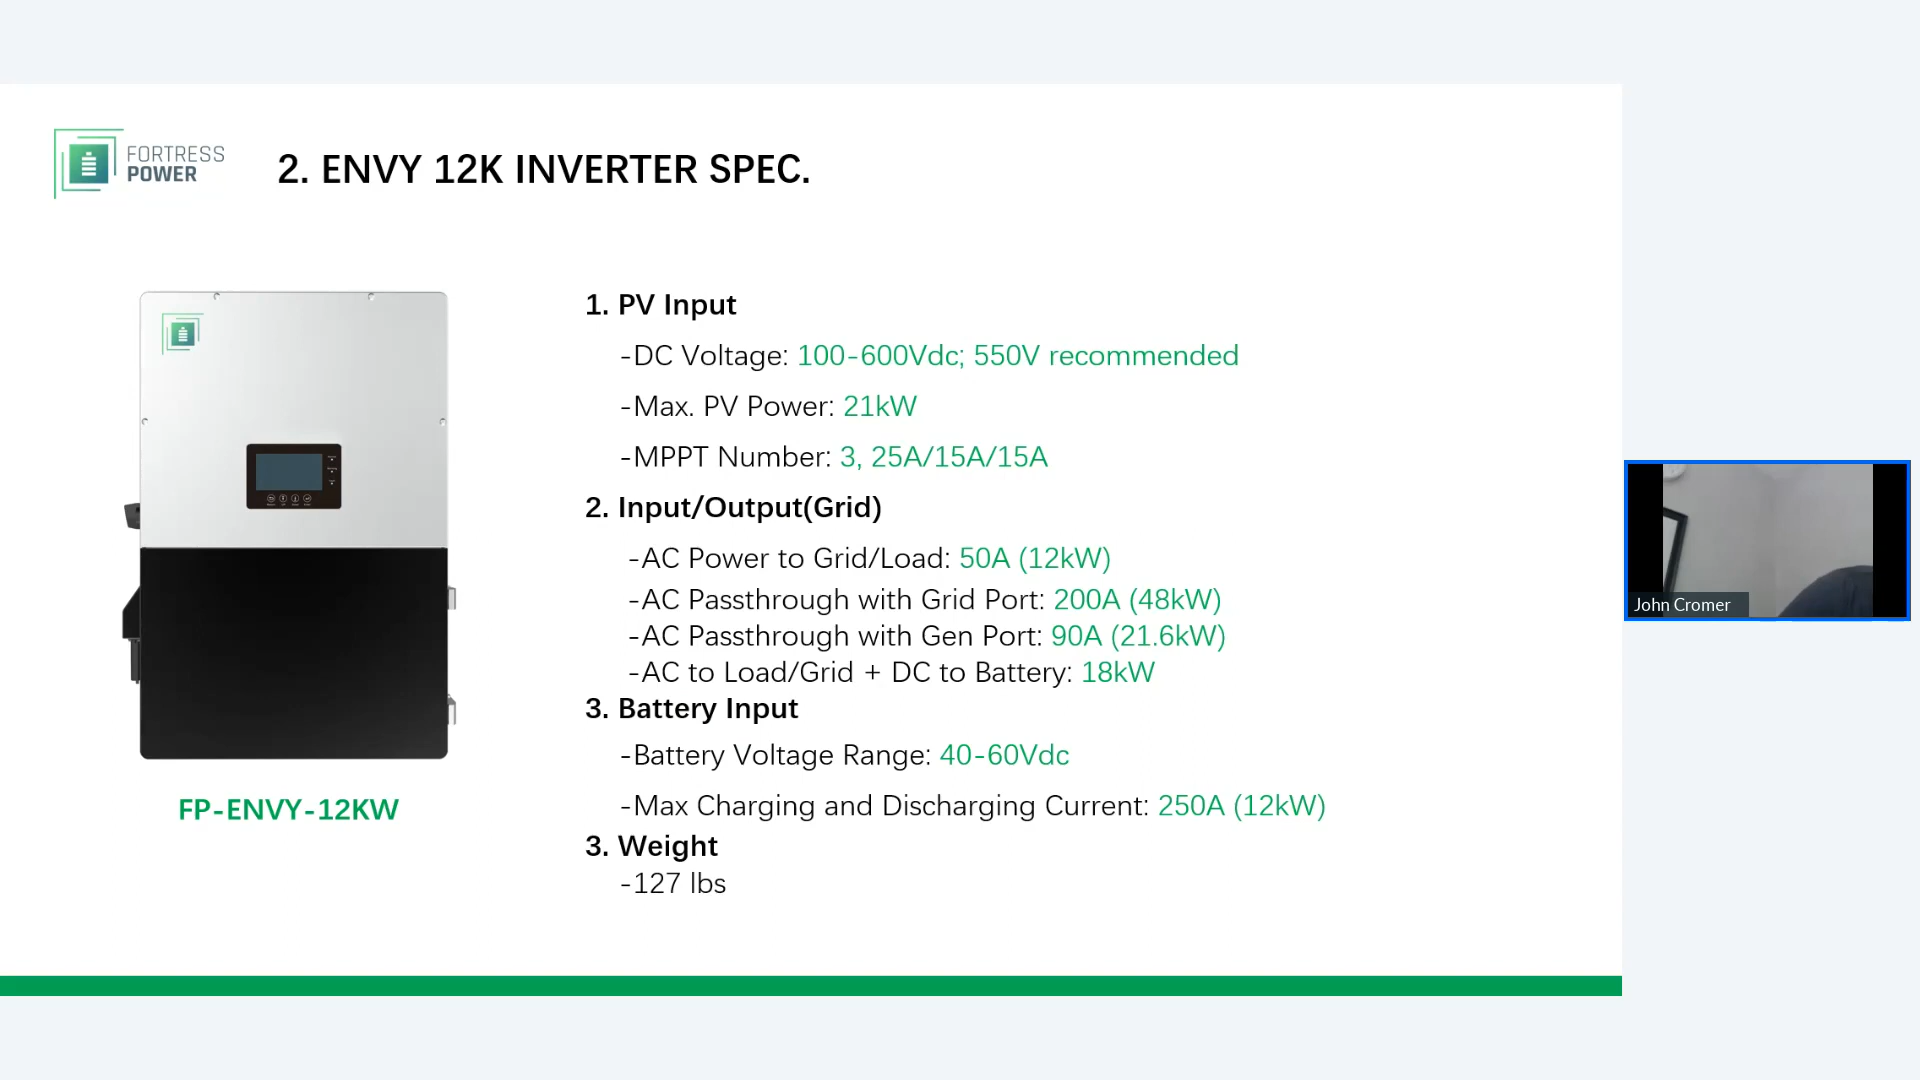 FORTRESS
POWER
2. ENVY 12K INVERTER SPEC.
1. PV Input
-DC Voltage: 100-600Vdc; 550V recommended
-Max. PV Power: 21kW
-MPPT Number: 3, 25A/15A/15A
2. Input/Output(Grid)
-AC Power to Grid/Load: 50A (12kW)
-AC Passthrough with Grid Port: 200A (48kW)
-AC Passthrough with Gen Port: 90A (21.6kW)
-AC to Load/Grid + DC to Battery: 18kW
3. Battery Input
-Battery Voltage Range: 40-60Vdc
-Max Charging and Discharging Current: 250A (12kW)
3. Weight
-127 lbs
FP-ENVY-12KW
John Cromer